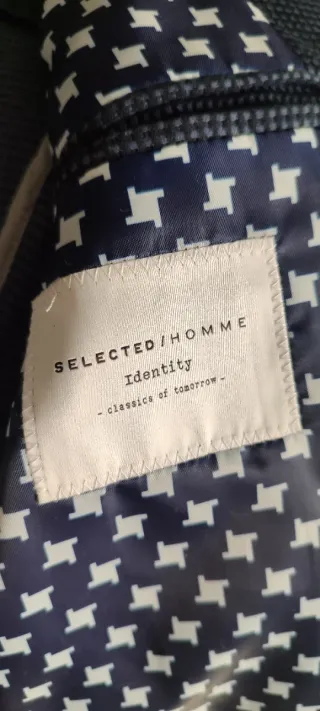 SELECTED/HOMME
Identity
- classics of tomorrow -